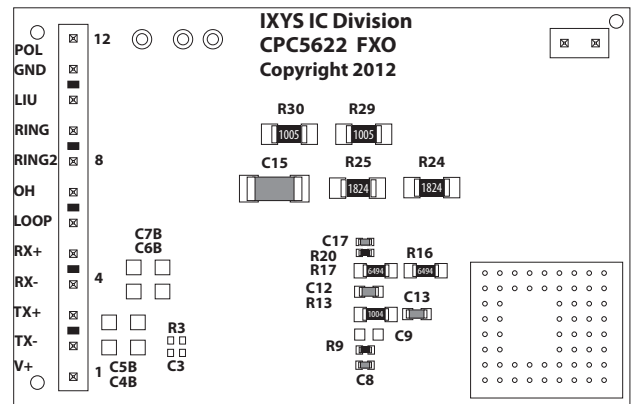 IXYS IC Division
CPC5622 FXO
Copyright 2012
POL
12
GND
LIU
RING
RING2
8
OH
LOOP
RX+
RX-
4
TX+
TX-
V+
1
R30
R29
1005
1005
C15
R25
R24
1824
1824
C7B
C6B
C17
R20
R17
R16
6494
6494
C12
R13
C13
1004
R3
C9
R9
C5B
C4B
C3
C8